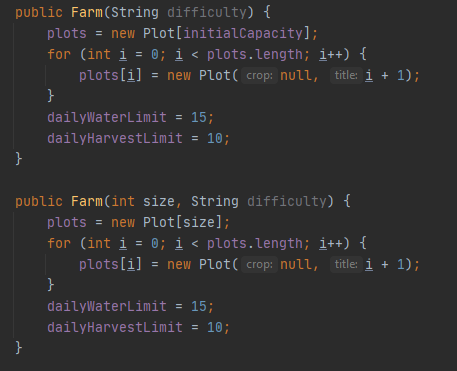 public Farm(String difficulty) {
    plots = new Plot[initialCapacity];
    for (int i = 0; i < plots.length; i++) {
        plots[i] = new Plot( crop: null, title: i + 1);
    }
    dailyWaterLimit = 15;
    dailyHarvestLimit = 10;
}

public Farm(int size, String difficulty) {
    plots = new Plot[size];
    for (int i = 0; i < plots.length; i++) {
        plots[i] = new Plot( crop: null, title: i + 1);
    }
    dailyWaterLimit = 15;
    dailyHarvestLimit = 10;
}